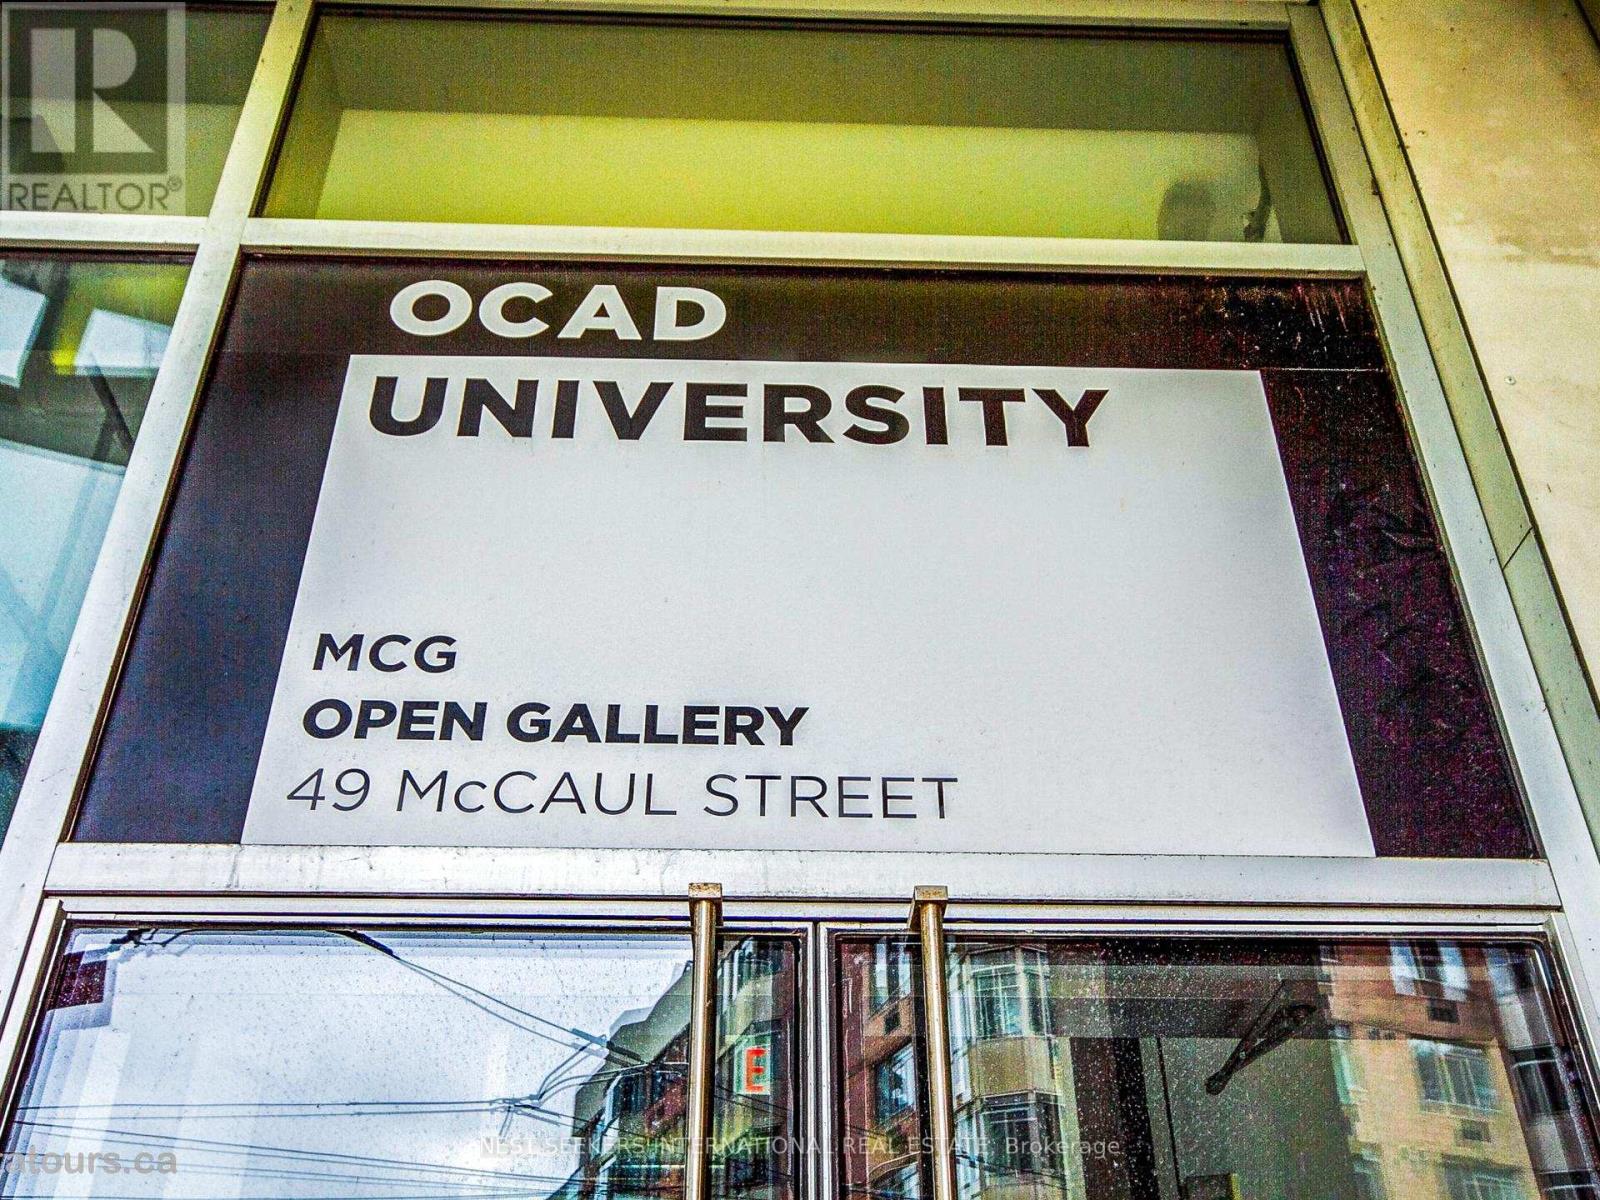 REALTOR®
OCAD
UNIVERSITY
MCG
OPEN GALLERY
49 McCAUL STREET
E
NEST SEEKERS INTERNATIONAL REAL ESTATE, Brokerage
atours.ca